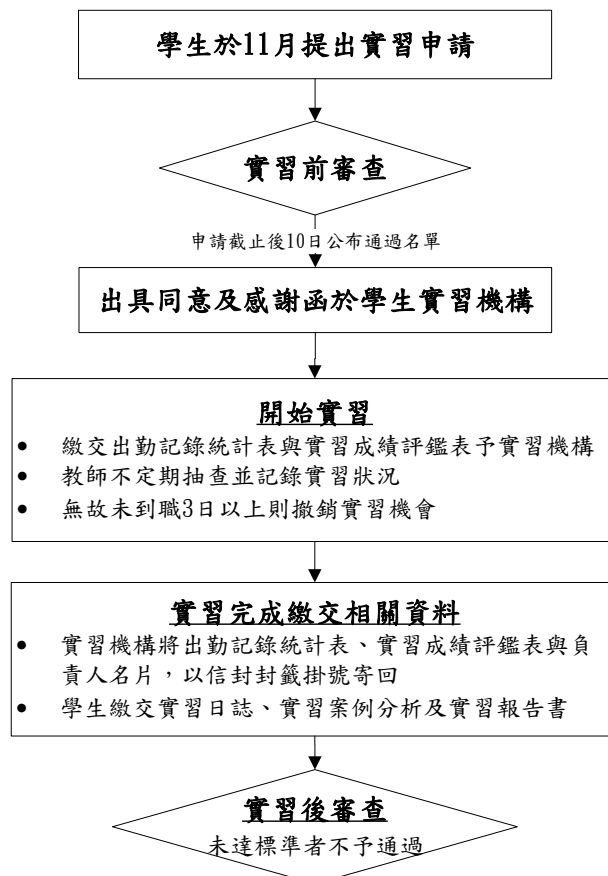 學生於11月提出實習申請
實習前審查
申請截止後10日公布通過名單
出具同意及感謝函於學生實習機構
開始實習
• 繳交出勤記錄統計表與實習成績評鑑表予實習機構
• 教師不定期抽查並記錄實習狀況
• 無故未到職3日以上則撤銷實習機會
實習完成繳交相關資料
• 實習機構將出勤記錄統計表、實習成績評鑑表與負
責人名片，以信封封籤掛號寄回
• 學生繳交實習日誌、實習案例分析及實習報告書
實習後審查
未達標準者不予通過